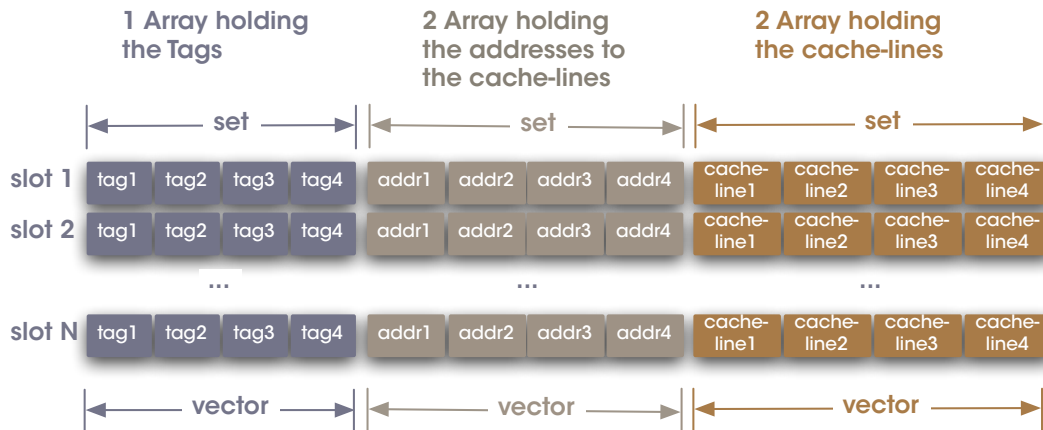 1 Array holding
the Tags
2 Array holding
the addresses to
the cache-lines
2 Array holding
the cache-lines
set set set
slot 1 tag1 tag2 tag3 tag4 addr1 addr2 addr3 addr4 cache-line1 cache-line2 cache-line3 cache-line4
slot 2 tag1 tag2 tag3 tag4 addr1 addr2 addr3 addr4 cache-line1 cache-line2 cache-line3 cache-line4
... ... ...
slot N tag1 tag2 tag3 tag4 addr1 addr2 addr3 addr4 cache-line1 cache-line2 cache-line3 cache-line4
vector vector vector